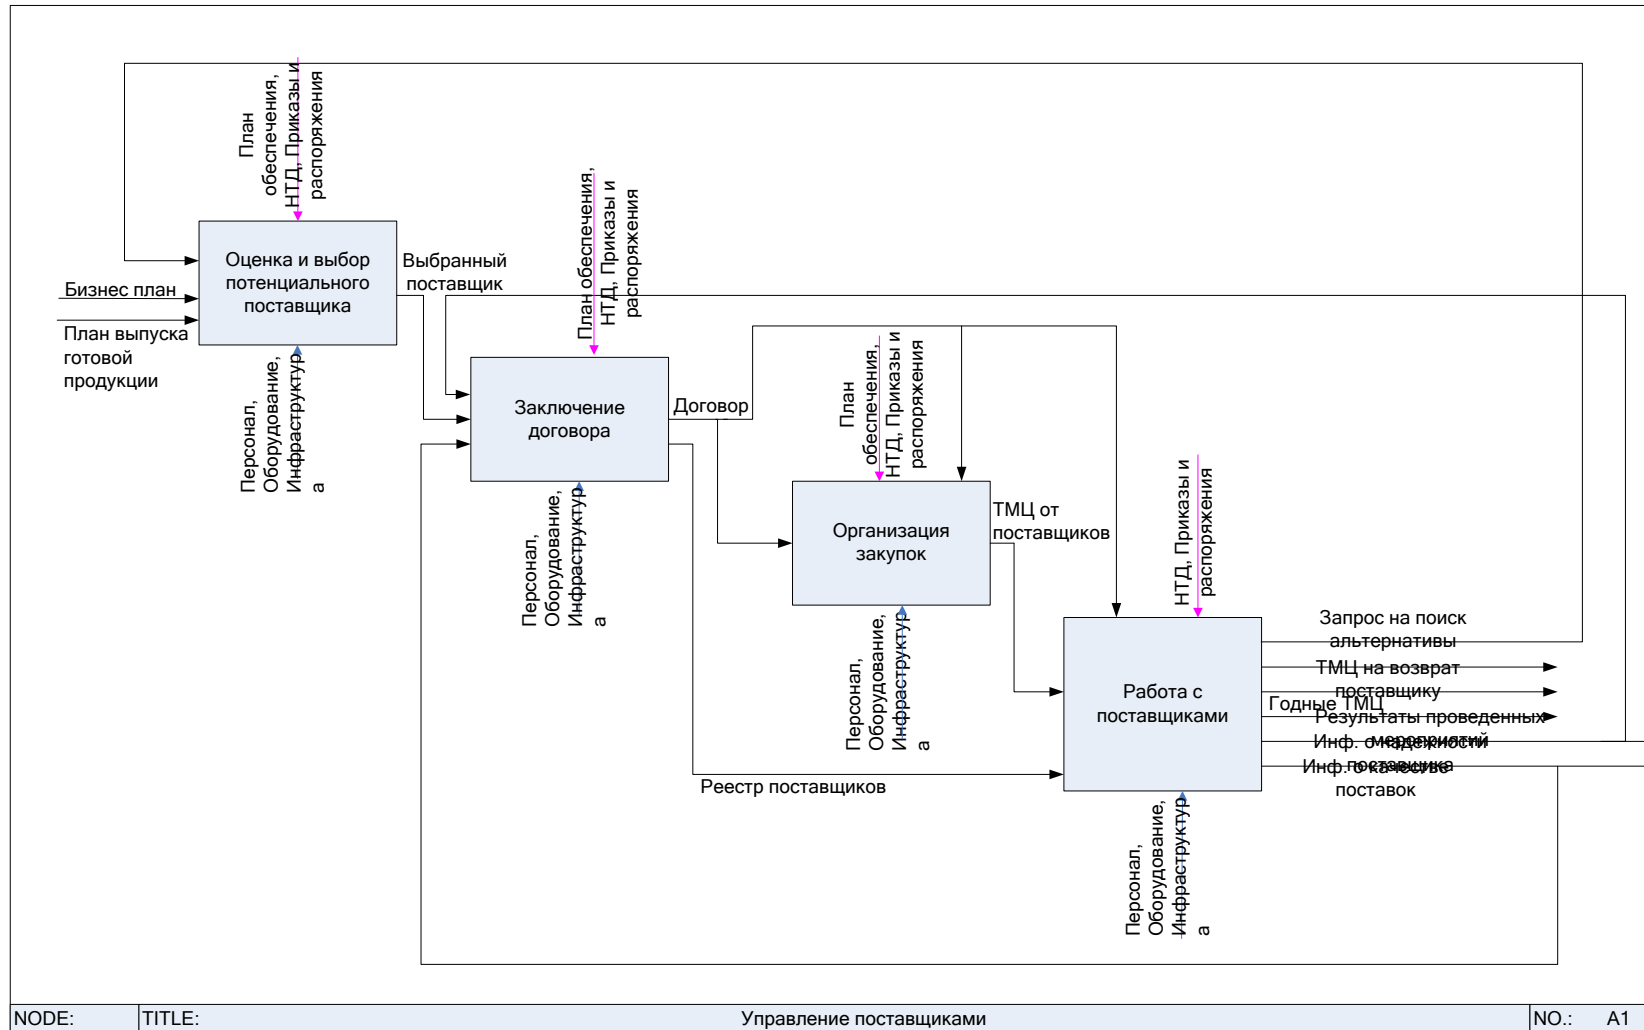 План
обеспечения,
НТД, Приказы и
распоряжения
Оценка и выбор
потенциального
поставщика
Бизнес план
План выпуска
готовой
продукции
Выбранный
поставщик
Персонал,
Оборудование,
Инфраструктур
а
План обеспечения,
НТД, Приказы и
распоряжения
Заключение
договора
Договор
Персонал,
Оборудование,
Инфраструктур
а
План
обеспечения,
НТД, Приказы и
распоряжения
Организация
закупок
ТМЦ от
поставщиков
Персонал,
Оборудование,
Инфраструктур
а
Реестр поставщиков
НТД, Приказы и
распоряжения
Работа с
поставщиками
Персонал,
Оборудование,
Инфраструктур
а
Запрос на поиск
альтернативы
ТМЦ на возврат
поставщику
Годные ТМЦ
Результаты проведенных
мероприятий
Инф. о надежности
поставщика
Инф. о качестве
поставок
NODE:
TITLE:
Управление поставщиками
NO.:
A1